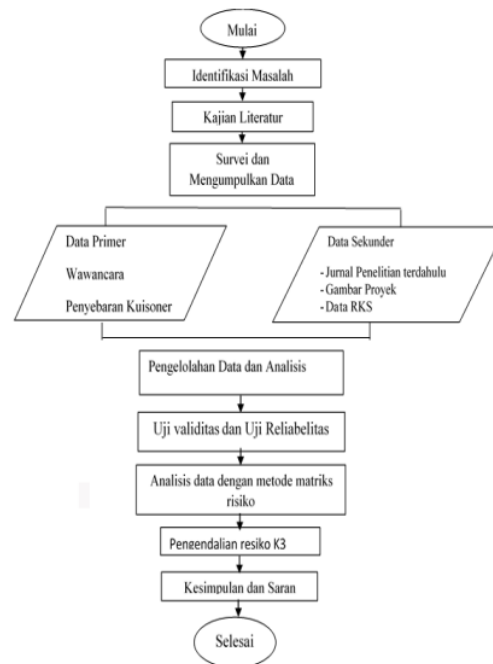 Mulai
Identifikasi Masalah
Kajian Literatur
Survei dan
Mengumpulkan Data
Data Primer
Wawancara
Penyebaran Kuisoner
Data Sekunder
- Jurnal Penelitian terdahulu
- Gambar Proyek
- Data RKS
Pengelolahan Data dan Analisis
Uji validitas dan Uji Reliabelitas
Analisis data dengan metode matriks
risiko
Pengendalian resiko K3
Kesimpulan dan Saran
Selesai